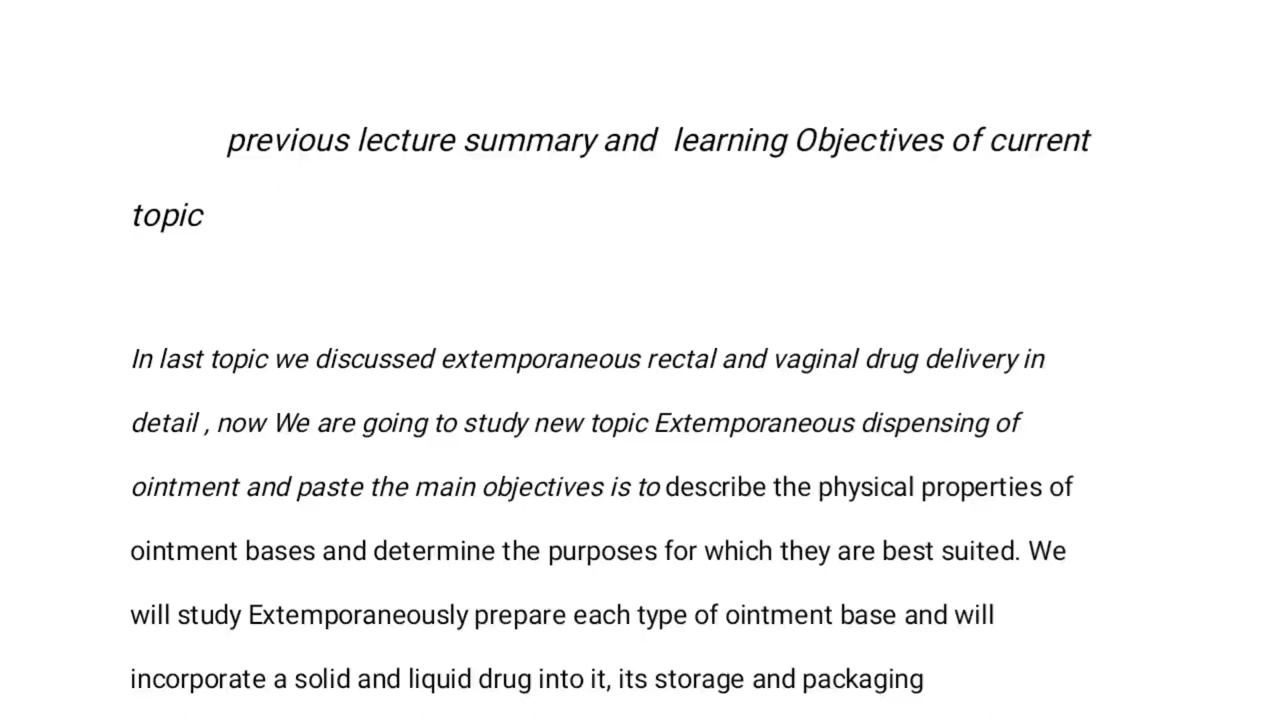 previous lecture summary and  learning Objectives of current
topic
In last topic we discussed extemporaneous rectal and vaginal drug delivery in
detail , now We are going to study new topic Extemporaneous dispensing of
ointment and paste the main objectives is to describe the physical properties of
ointment bases and determine the purposes for which they are best suited. We
will study Extemporaneously prepare each type of ointment base and will
incorporate a solid and liquid drug into it, its storage and packaging